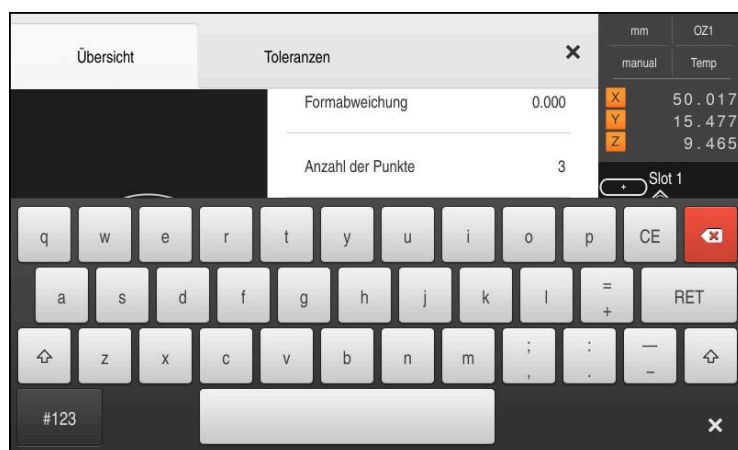 mm OZ1
Übersicht Toleranzen ×
manual Temp
Formabweichung 0.000
X 50.017
Y 15.477
Z 9.465
Anzahl der Punkte 3
+ Slot 1
q w e r t y u i o p CE
a s d f g h j k l = + RET
z x c v b n m ; , : . — -
#123 ×